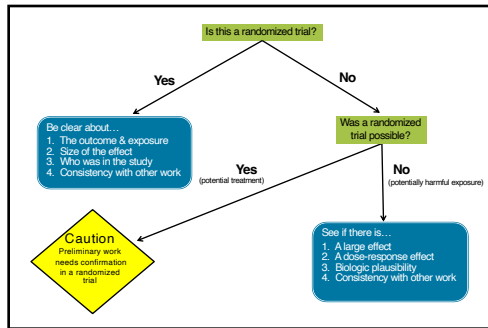 Is this a randomized trial?
Yes
No
Be clear about...
1. The outcome & exposure
2. Size of the effect
3. Who was in the study
4. Consistency with other work
Was a randomized
trial possible?
Yes
(potential treatment)
No
(potentially harmful exposure)
Caution
Preliminary work
needs confirmation
in a randomized
trial
See if there is...
1. A large effect
2. A dose-response effect
3. Biologic plausibility
4. Consistency with other work